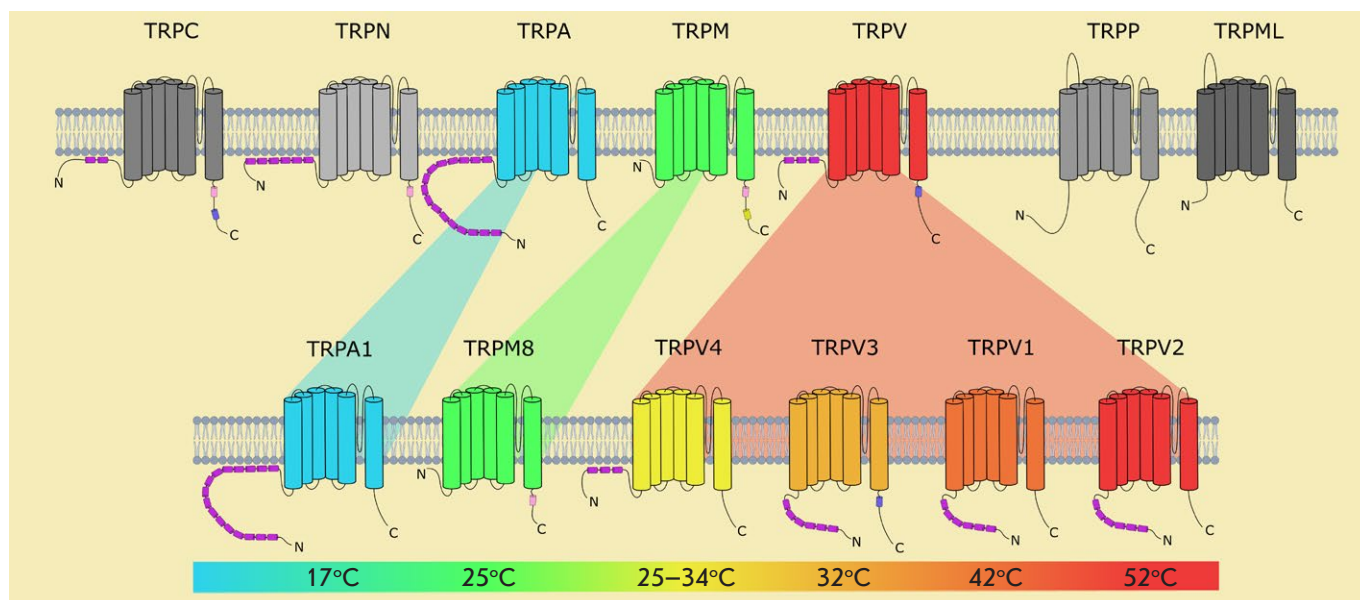 TRPC TRPN TRPA TRPM TRPV TRPP TRPML
N C N C N C N C N C N C N C
TRPA1 TRPM8 TRPV4 TRPV3 TRPV1 TRPV2
N C N C N C N C N C N C
17°C 25°C 25–34°C 32°C 42°C 52°C